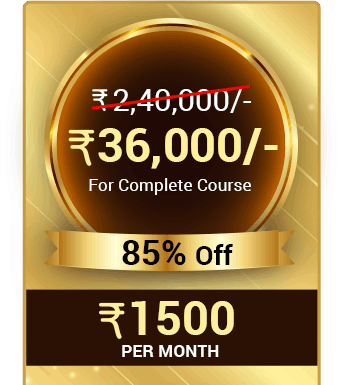 ₹ 2,40,000/-
₹36,000/-
For Complete Course
85% Off
₹1500
PER MONTH